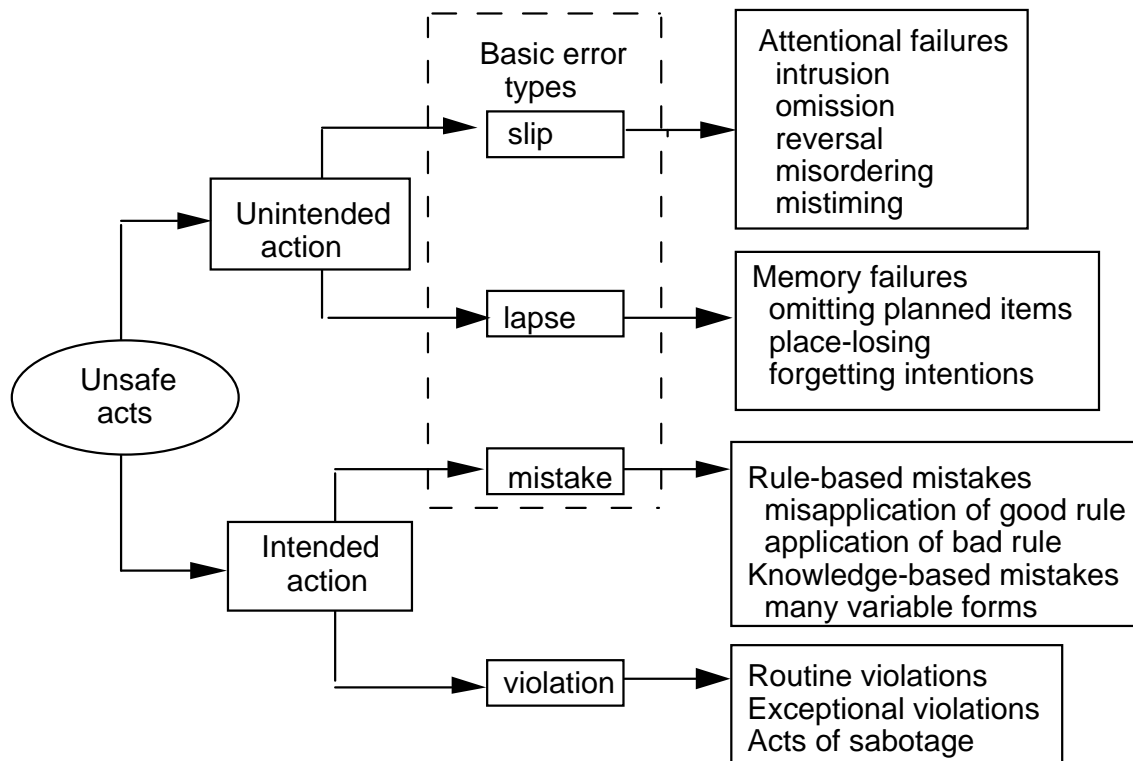 Basic error
types
slip
Attentional failures
intrusion
omission
reversal
misordering
mistiming
Unintended
action
lapse
Memory failures
omitting planned items
place-losing
forgetting intentions
Unsafe
acts
mistake
Rule-based mistakes
misapplication of good rule
application of bad rule
Knowledge-based mistakes
many variable forms
Intended
action
violation
Routine violations
Exceptional violations
Acts of sabotage